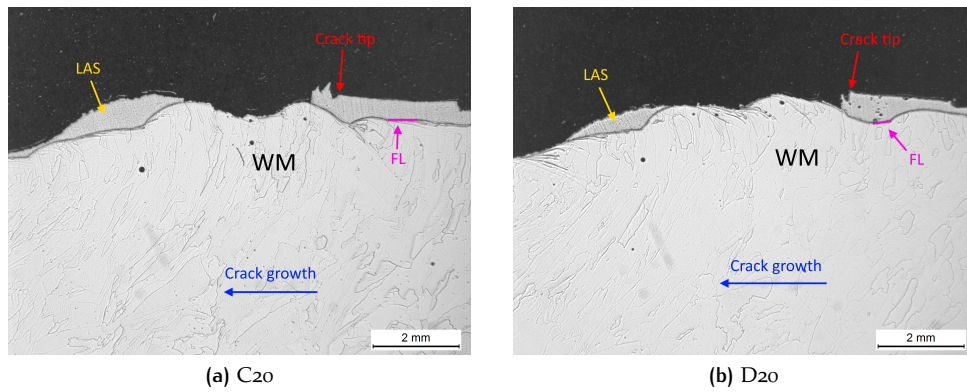 Crack tip
LAS
WM
FL
Crack growth
2 mm
(a) C20
Crack tip
LAS
WM
FL
Crack growth
2 mm
(b) D20